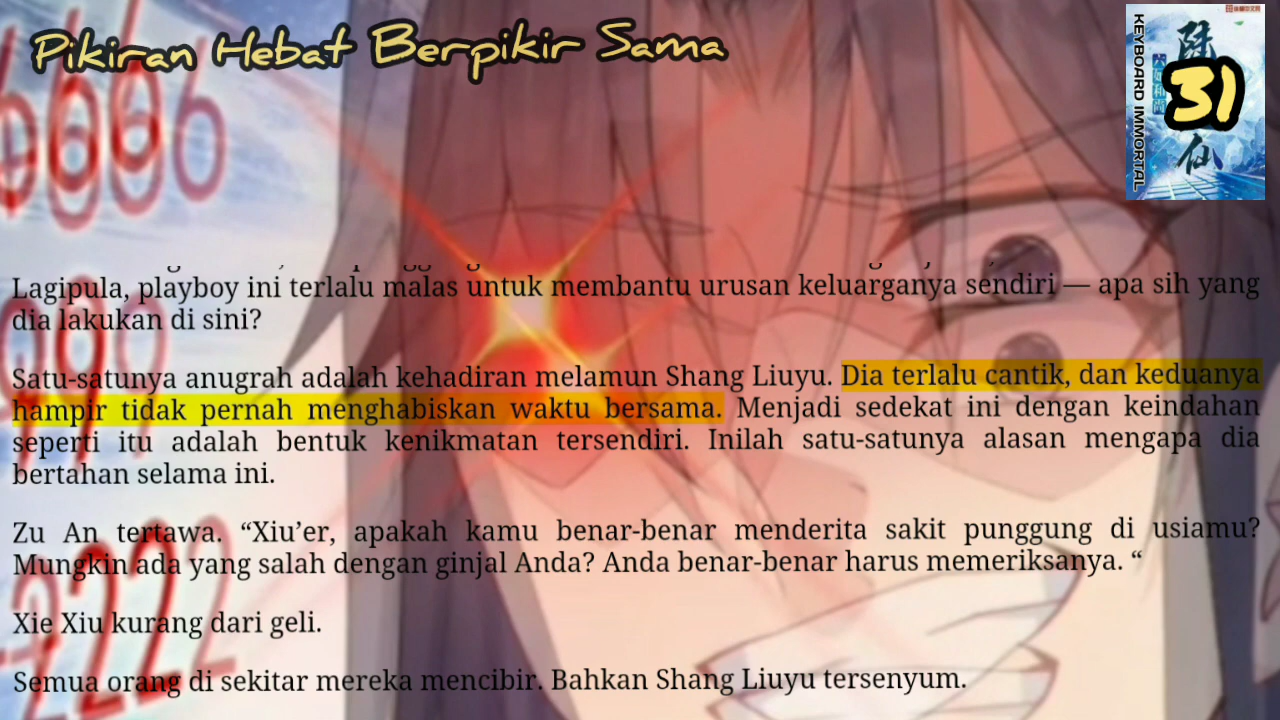 Pikiran Hebat Berpikir Sama
KEYBOARD IMMORTAL
陆
31
仙
666
999
-222
Lagipula, playboy ini terlalu malas untuk membantu urusan keluarganya sendiri — apa sih yang
dia lakukan di sini?
Satu-satunya anugrah adalah kehadiran melamun Shang Liuyu. Dia terlalu cantik, dan keduanya
hampir tidak pernah menghabiskan waktu bersama. Menjadi sedekat ini dengan keindahan
seperti itu adalah bentuk kenikmatan tersendiri. Inilah satu-satunya alasan mengapa dia
bertahan selama ini.
Zu An tertawa. “Xiu’er, apakah kamu benar-benar menderita sakit punggung di usiamu?
Mungkin ada yang salah dengan ginjal Anda? Anda benar-benar harus memeriksanya. “
Xie Xiu kurang dari geli.
Semua orang di sekitar mereka mencibir. Bahkan Shang Liuyu tersenyum.